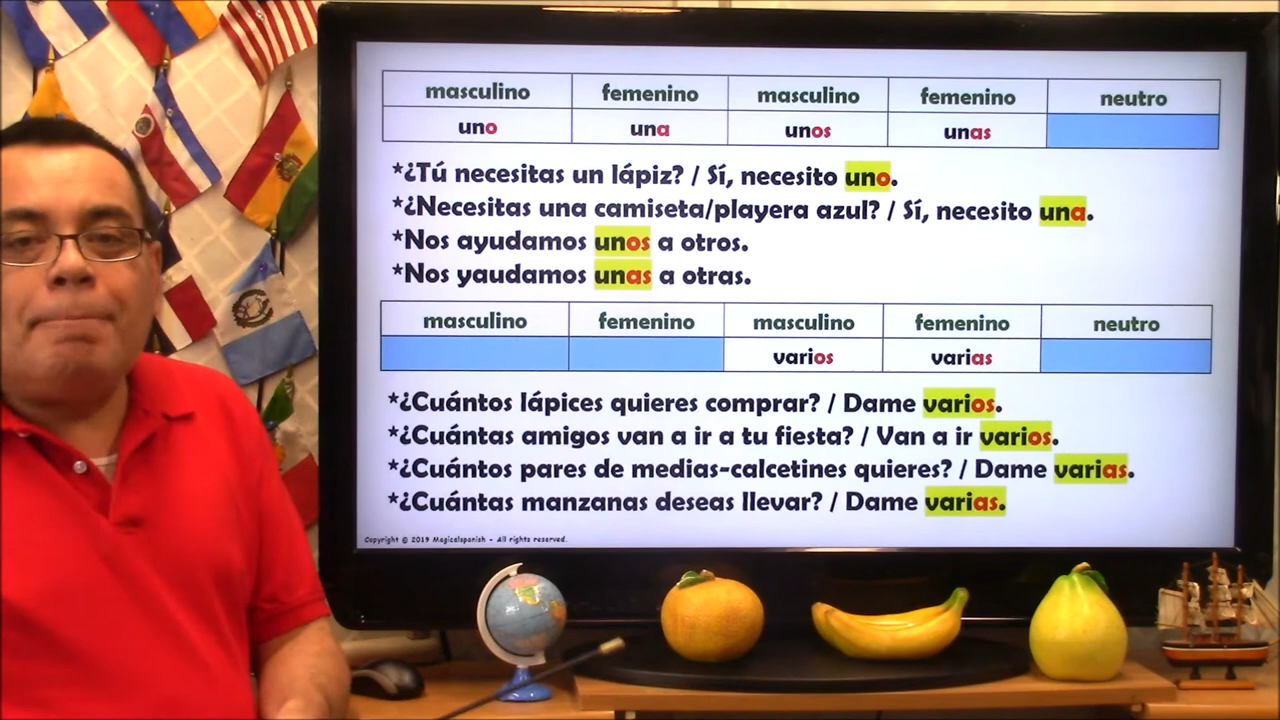 masculino femenino masculino femenino neutro
uno una unos unas
*¿Tú necesitas un lápiz? / Sí, necesito uno.
*¿Necesitas una camiseta/playera azul? / Sí, necesito una.
*Nos ayudamos unos a otros.
*Nos yaudamos unas a otras.
masculino femenino masculino femenino neutro
varios varias
*¿Cuántos lápices quieres comprar? / Dame varios.
*¿Cuántas amigos van a ir a tu fiesta? / Van a ir varios.
*¿Cuántos pares de medias-calcetines quieres? / Dame varias.
*¿Cuántas manzanas deseas llevar? / Dame varias.
Copyright © 2019 Magicalspanish - All rights reserved.